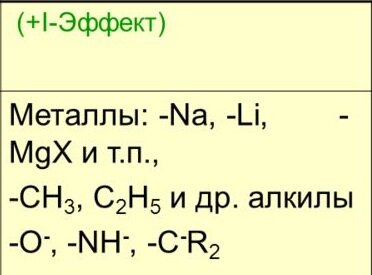 (+I-Эффект)
Металлы: -Na, -Li, -
MgX и т.п.,
-CH₃, C₂H₅ и др. алкилы
-O⁻, -NH⁻, -C⁻R₂